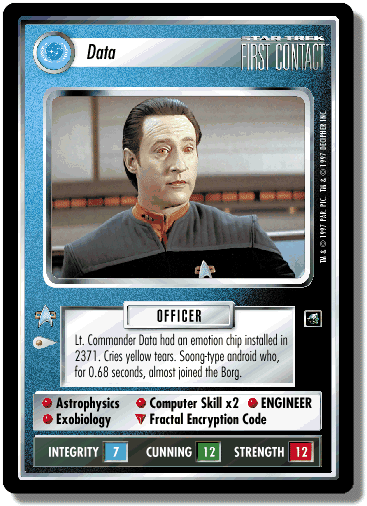 Data
STAR TREK
FIRST CONTACT
TM & © 1997 PAR. PIC. TM & © 1997 DECIPHER INC.
OFFICER
Lt. Commander Data had an emotion chip installed in
2371. Cries yellow tears. Soong-type android who,
for 0.68 seconds, almost joined the Borg.
Astrophysics Computer Skill x2 ENGINEER
Exobiology Fractal Encryption Code
INTEGRITY 7 CUNNING 12 STRENGTH 12